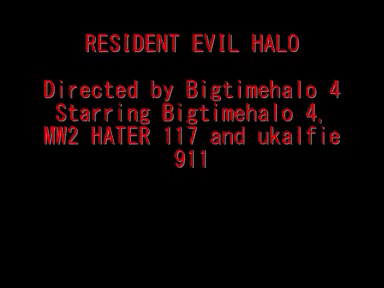 RESIDENT EVIL HALO
Directed by Bigtimehalo 4
Starring Bigtimehalo 4,
MW2 HATER 117 and ukalfie
911